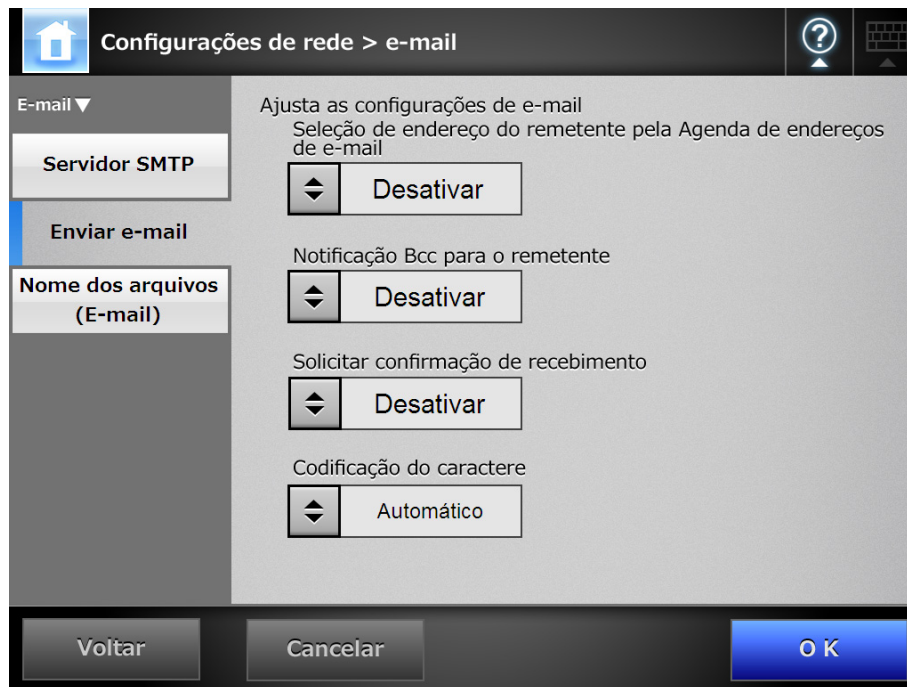 Configurações de rede > e-mail
?
E-mail▼
Servidor SMTP
Enviar e-mail
Nome dos arquivos
(E-mail)
Ajusta as configurações de e-mail
Seleção de endereço do remetente pela Agenda de endereços
de e-mail
Desativar
Notificação Bcc para o remetente
Desativar
Solicitar confirmação de recebimento
Desativar
Codificação do caractere
Automático
Voltar
Cancelar
O K